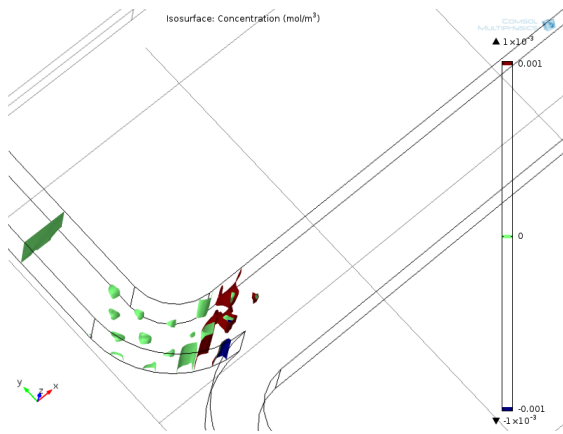 Isosurface: Concentration (mol/m³)
COMSOL
MULTIPHYSICS
▲ 1×10⁻³
0.001
0
-0.001
▼ -1×10⁻³
y z x